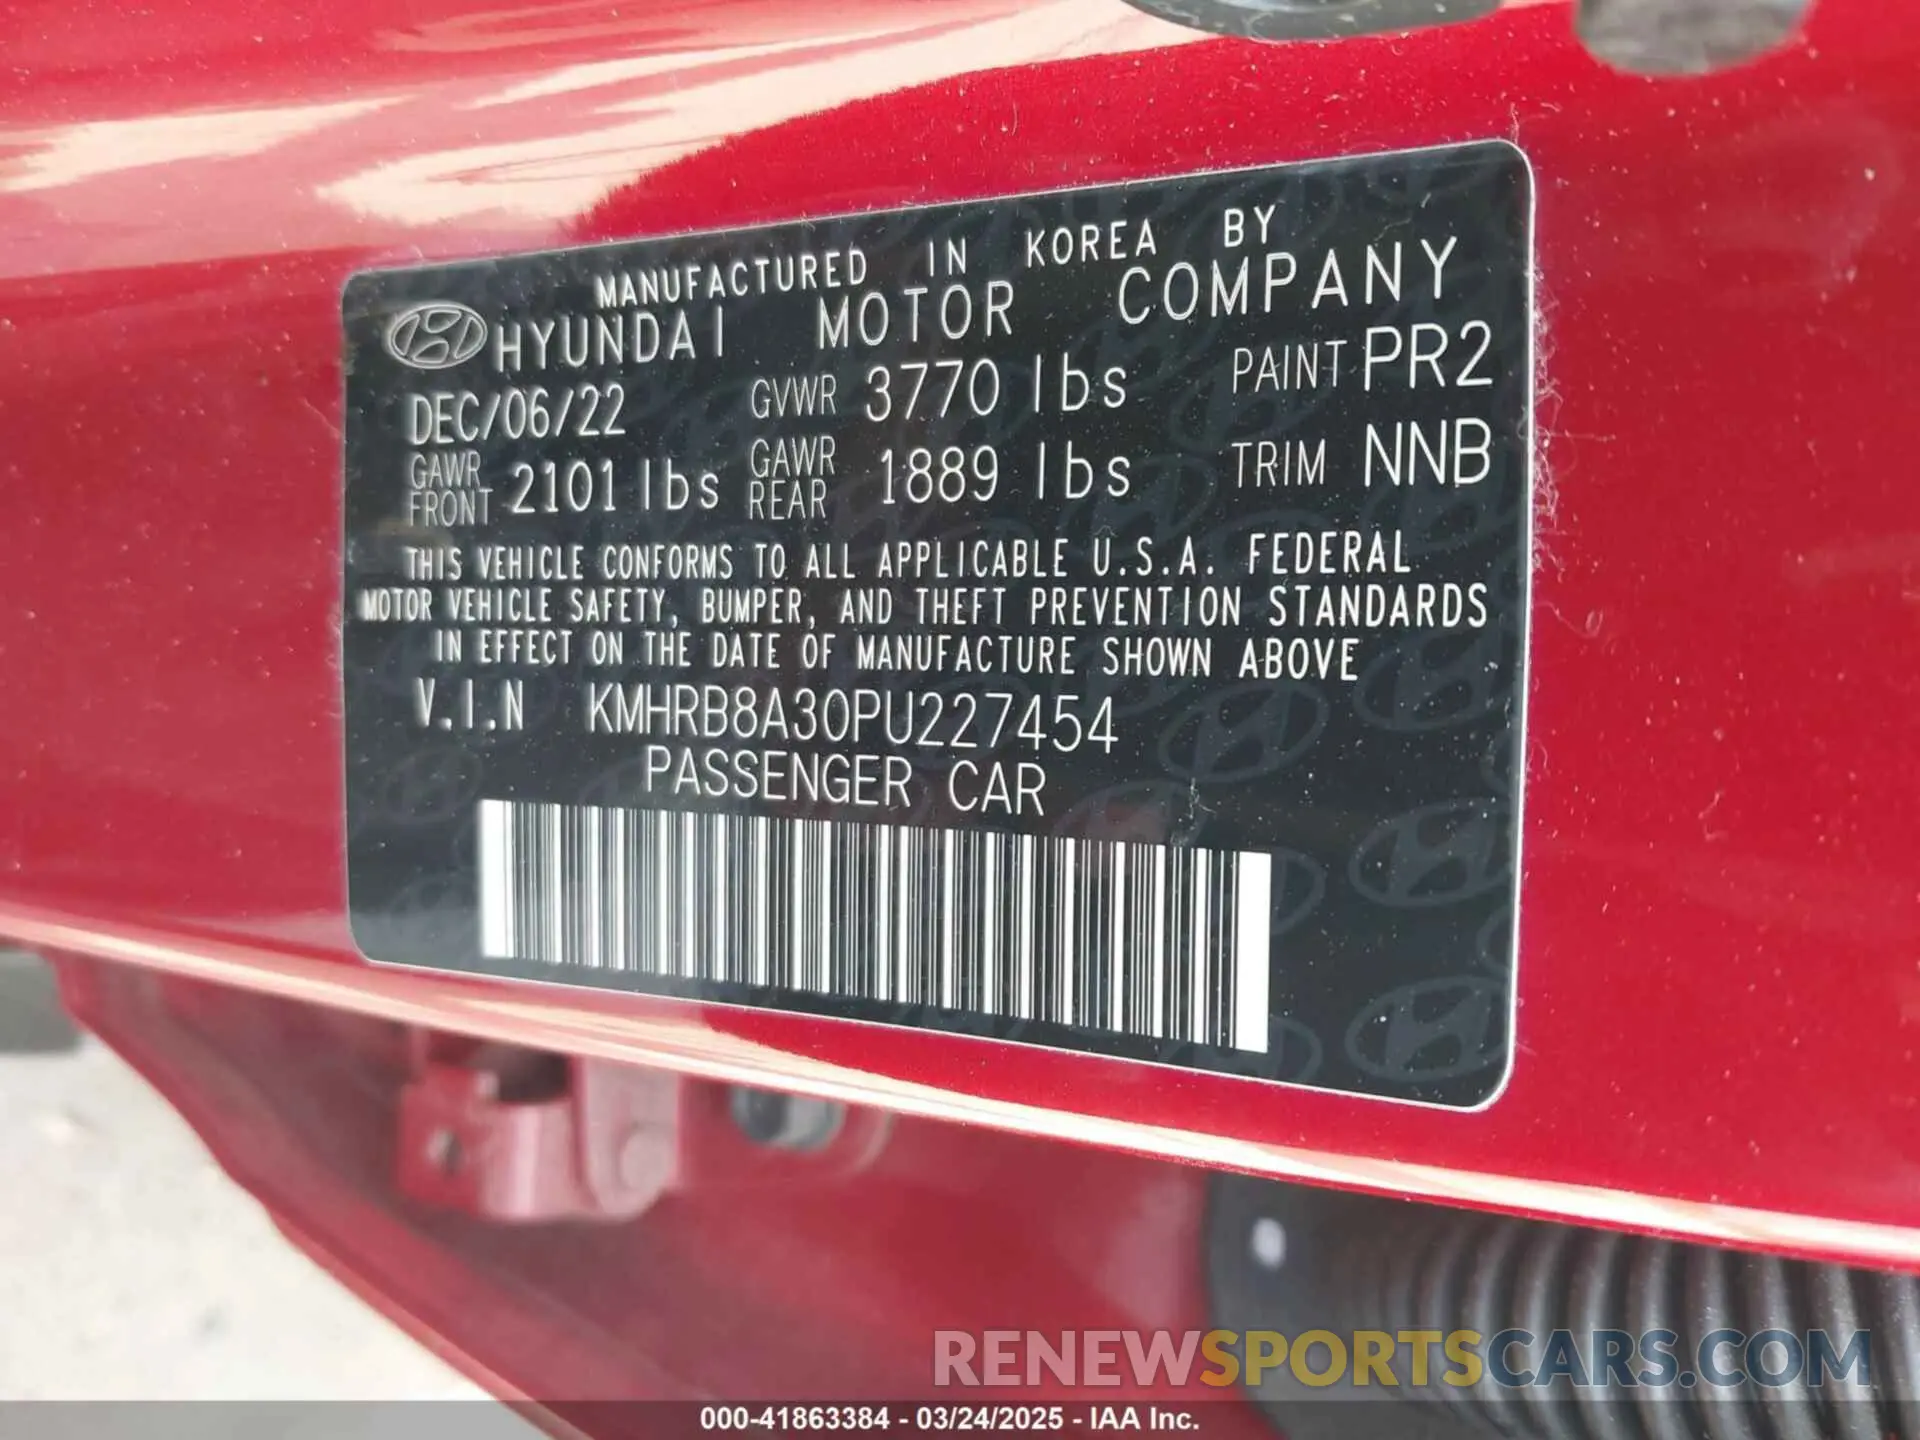 MANUFACTURED IN KOREA BY
HYUNDAI MOTOR COMPANY
DEC/06/22 GVWR 3770 lbs PAINT PR2
GAWR FRONT 2101 lbs GAWR REAR 1889 lbs TRIM NNB
THIS VEHICLE CONFORMS TO ALL APPLICABLE U.S.A. FEDERAL
MOTOR VEHICLE SAFETY, BUMPER, AND THEFT PREVENTION STANDARDS
IN EFFECT ON THE DATE OF MANUFACTURE SHOWN ABOVE
V.I.N KMHRB8A30PU227454
PASSENGER CAR
RENEWSPORTSCARS.COM
000-41863384 - 03/24/2025 - IAA Inc.